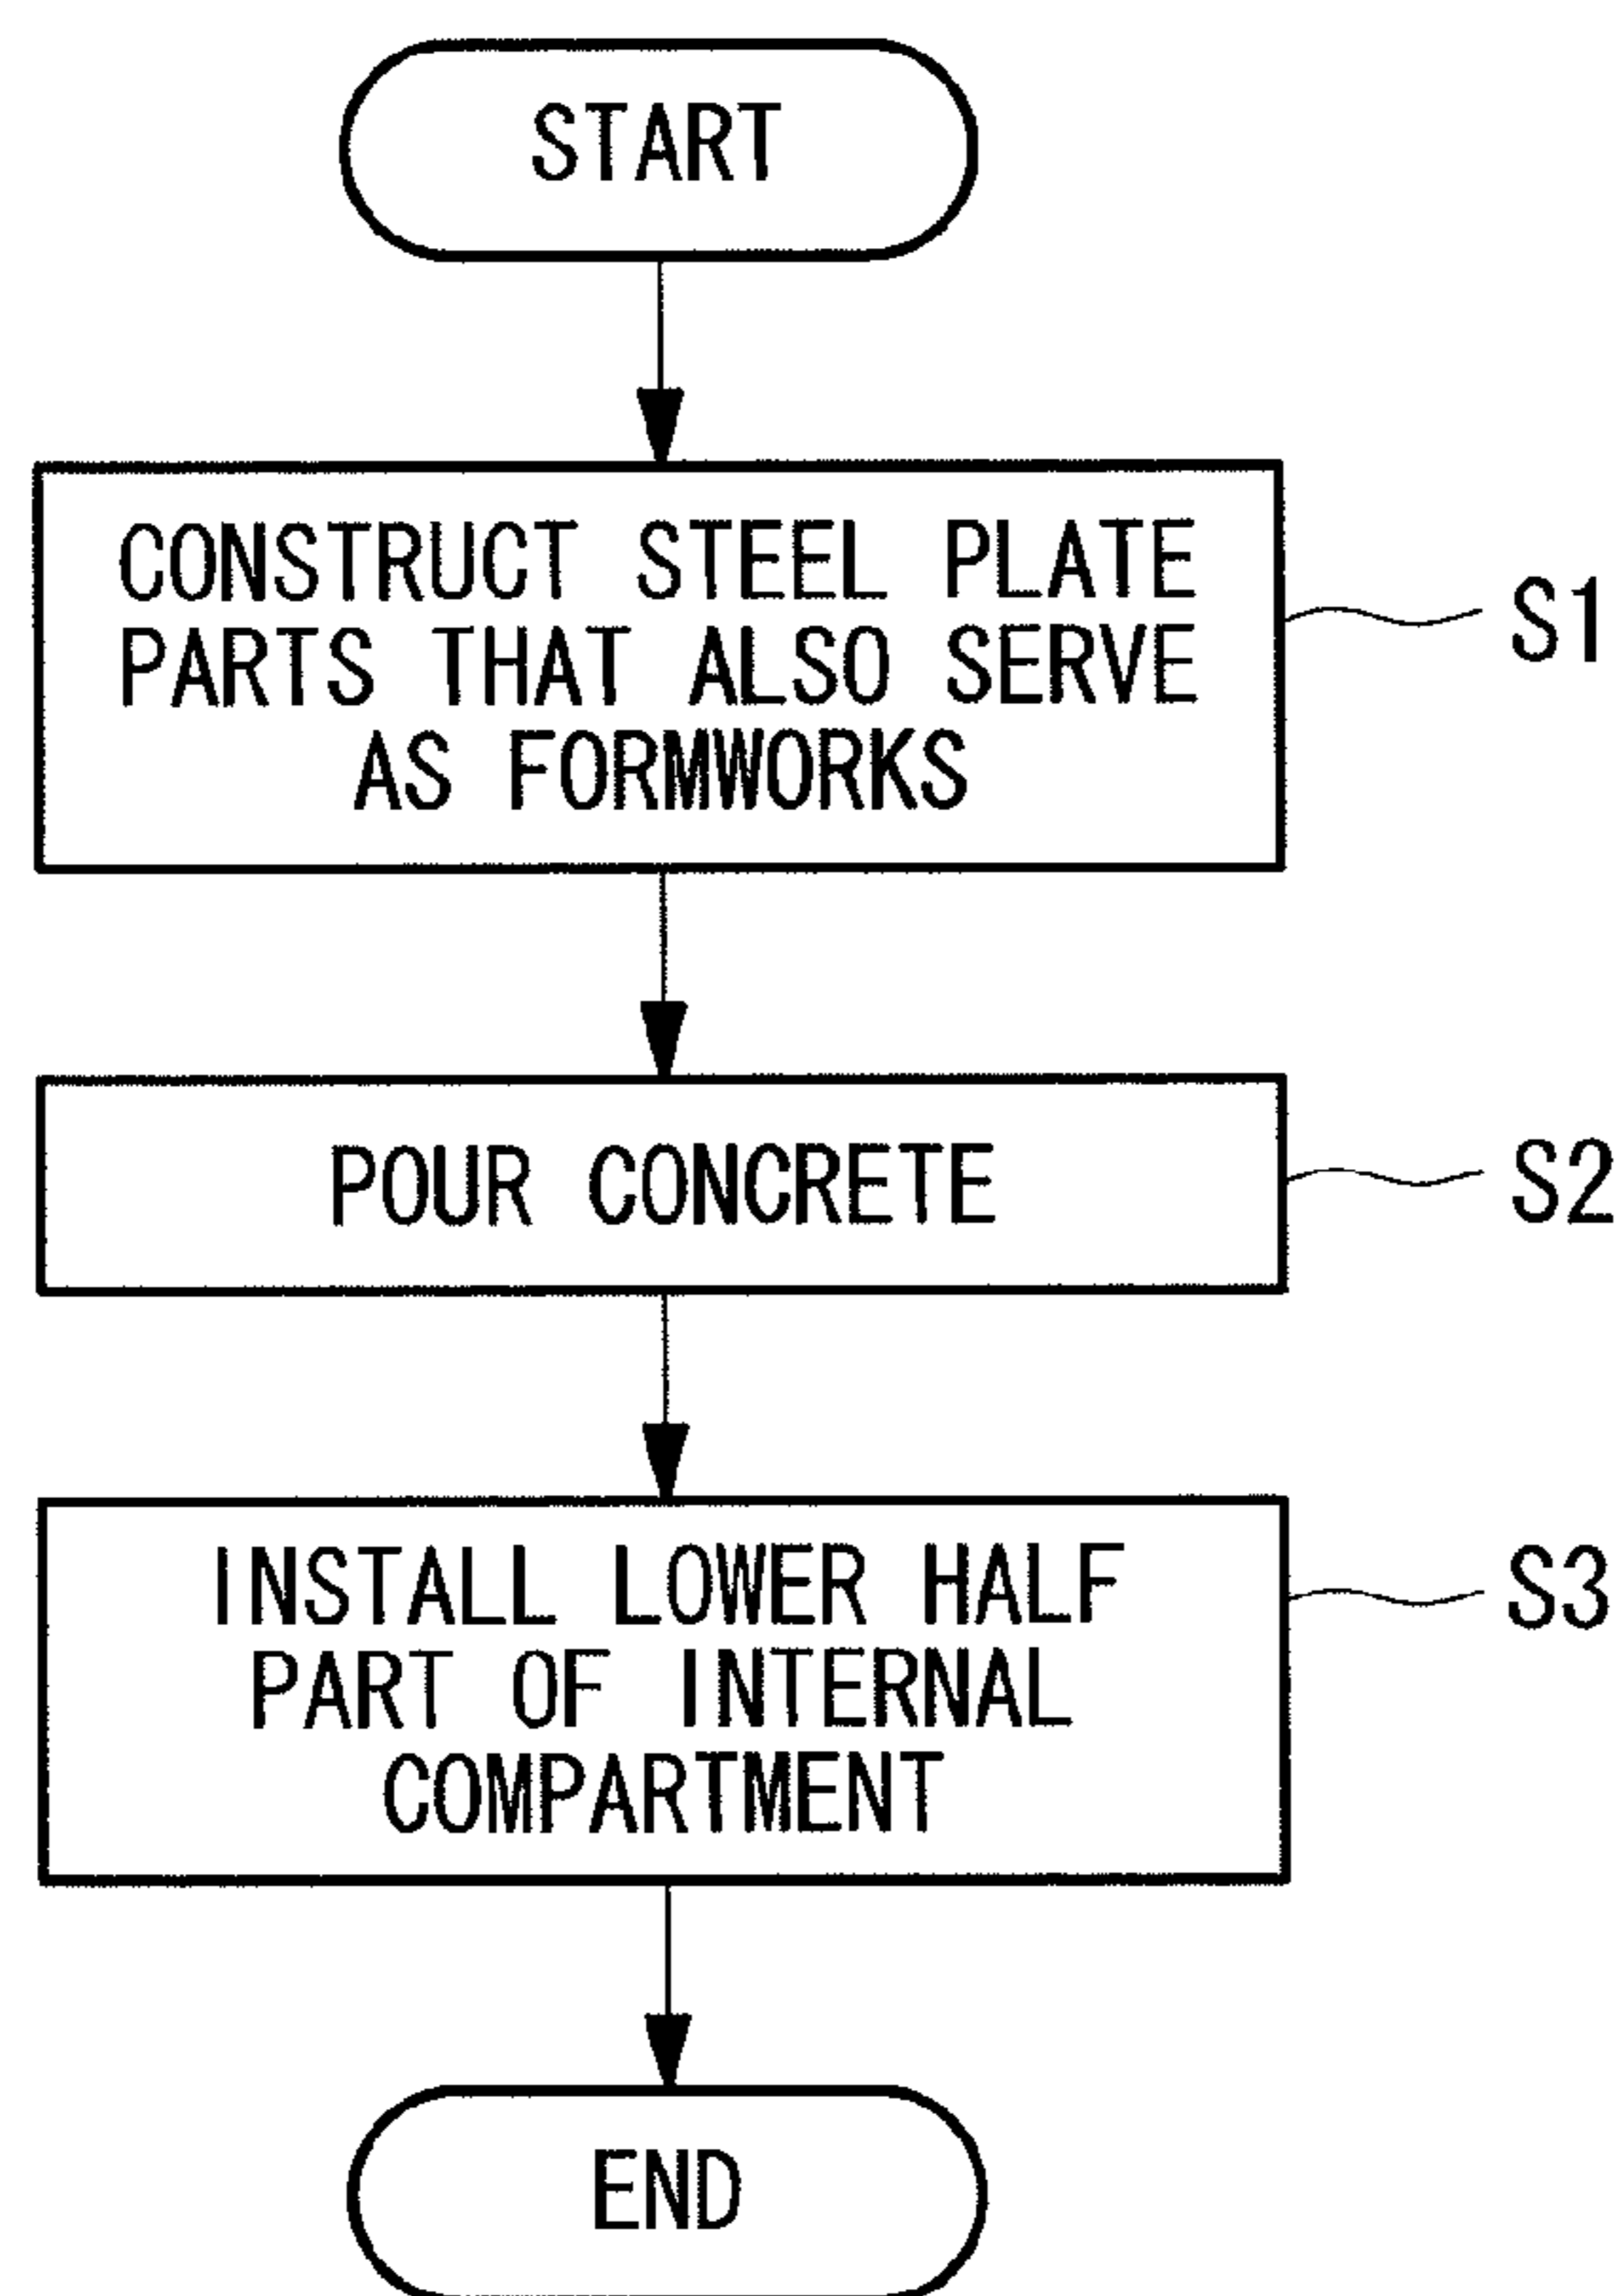 START
CONSTRUCT STEEL PLATE
PARTS THAT ALSO SERVE
AS FORMWORKS
S1
POUR CONCRETE
S2
INSTALL LOWER HALF
PART OF INTERNAL
COMPARTMENT
S3
END